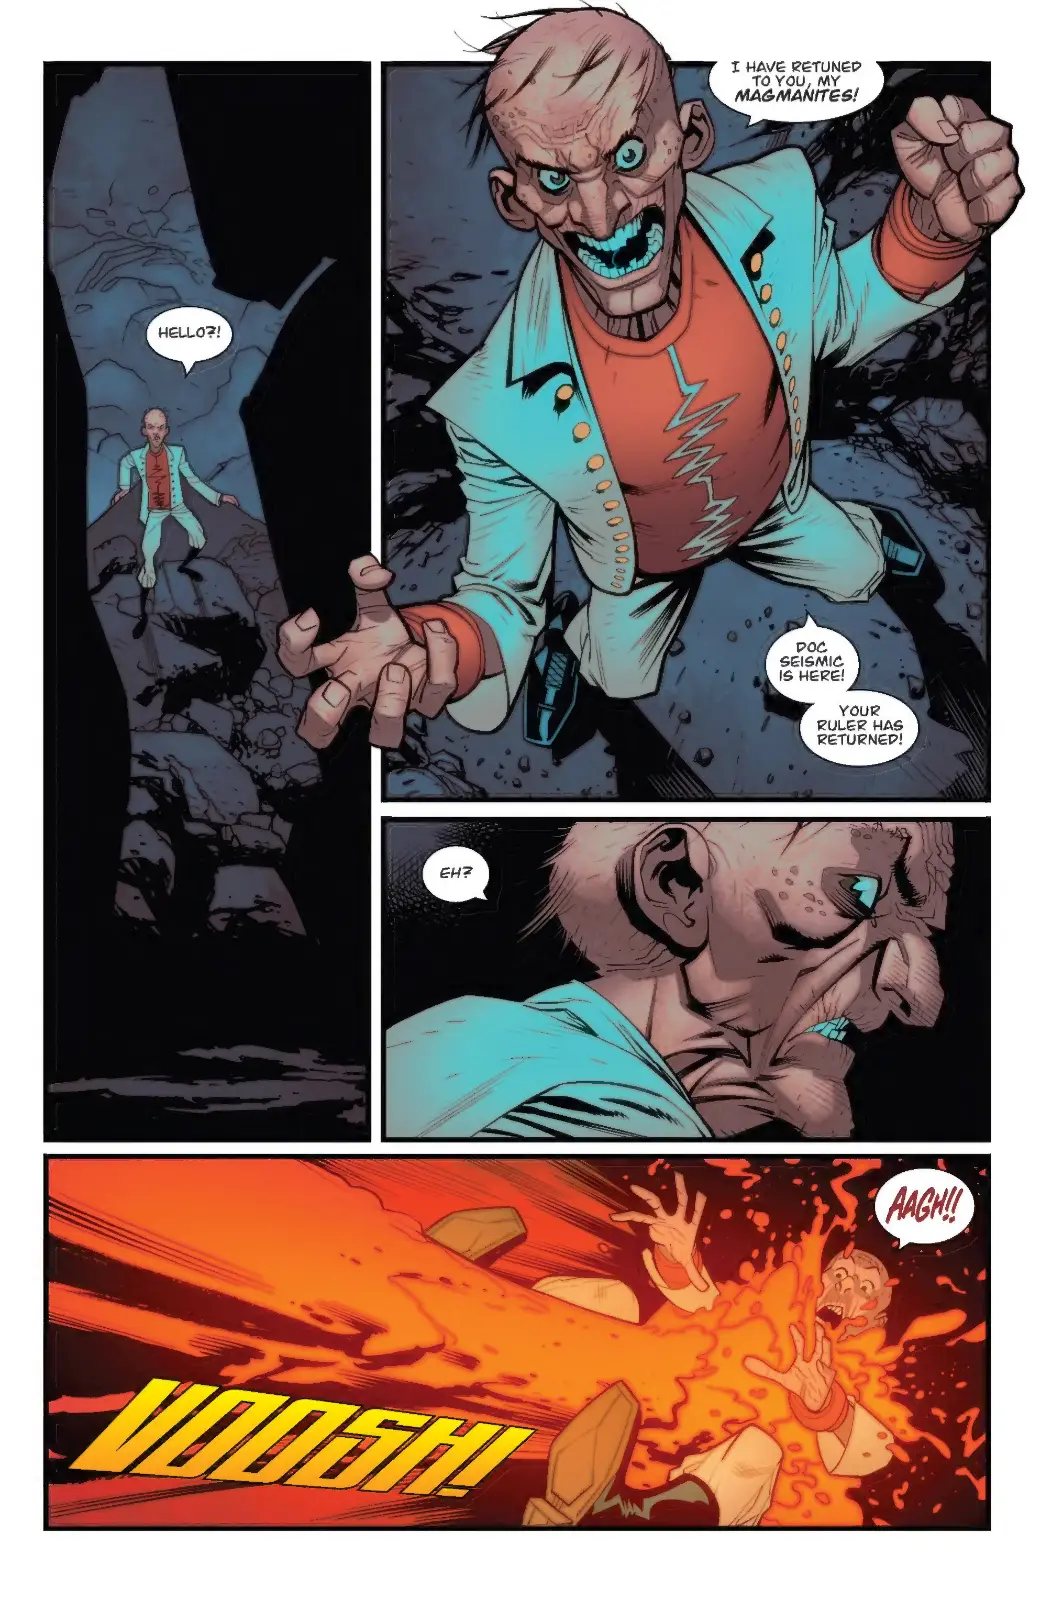 HELLO?!
I HAVE RETUNED
TO YOU, MY
MAGMANITES!
DOC
SEISMIC
IS HERE!
YOUR
RULER HAS
RETURNED!
EH?
AAGH!!
VOOSH!